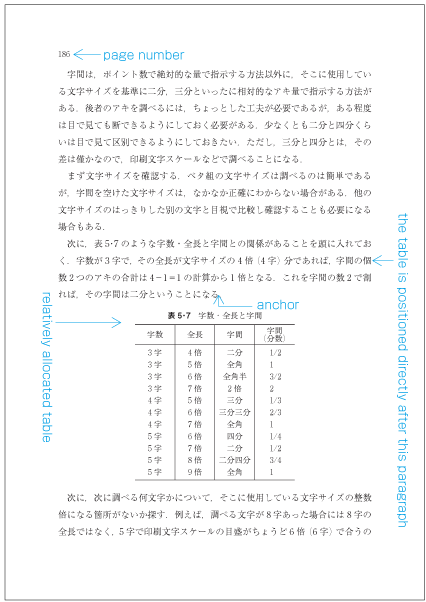 186
page number
字間は，ポイント数で絶対的な量で指示する方法以外に，そこに使用してい
る文字サイズを基準に二分，三分といったに相対的なアキ量で指示する方法が
ある．後者のアキを調べるには，ちょっとした工夫が必要であるが，ある程度
は目で見ても断できるようにしておく必要がある．少なくとも二分と四分くら
いは目で見て区別できるようにしておきたい．ただし，三分と四分とは，その
差は僅かなので，印刷文字スケールなどで調べることになる．
まず文字サイズを確認する．ベタ組の文字サイズは調べるのは簡単である
が，字間を空けた文字サイズは，なかなか正確にわからない場合がある．他の
文字サイズのはっきりした別の文字と目視で比較し確認することも必要になる
場合もある．
次に，表5・7のような字数・全長と字間との関係があることを頭に入れてお
く．字数が3字で，その全長が文字サイズの4倍（4字）分であれば，字間の個
数2つのアキの合計は4－1＝1の計算から1倍となる．これを字間の数2で割
れば，その字間は二分ということになる．
anchor
the table is positioned directly after this paragraph
relatively allocated table
表5・7 字数・全長と字間
字数 全長 字間 字間（分数）
3字 4倍 二分 1/2
3字 5倍 全角 1
3字 6倍 全角半 3/2
3字 7倍 2倍 2
4字 5倍 三分 1/3
4字 6倍 三分三分 2/3
4字 7倍 全角 1
5字 6倍 四分 1/4
5字 7倍 二分 1/2
5字 8倍 二分四分 3/4
5字 9倍 全角 1
次に，次に調べる何文字かについて，そこに使用している文字サイズの整数
倍になる箇所がないか探す．例えば，調べる文字が8字あった場合には8字の
全長ではなく，5字で印刷文字スケールの目盛がちょうど6倍（6字）で合うの